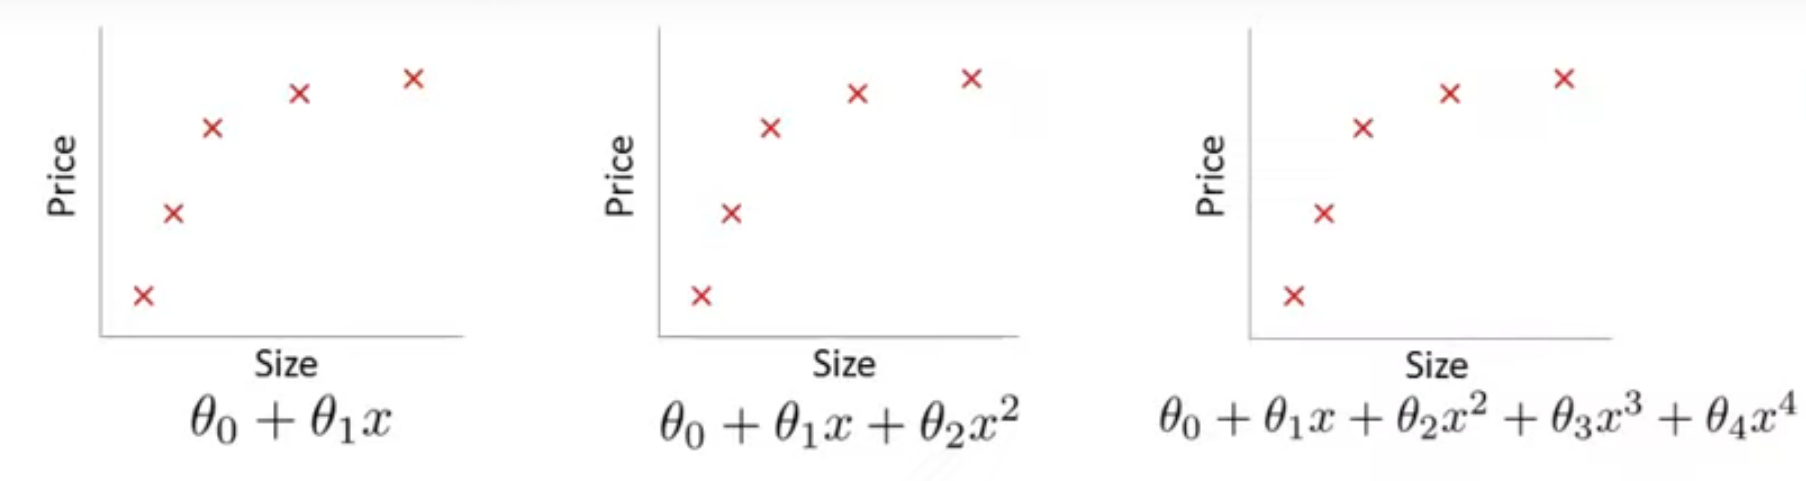 Price
Size
θ₀ + θ₁x
Price
Size
θ₀ + θ₁x + θ₂x²
Price
Size
θ₀ + θ₁x + θ₂x² + θ₃x³ + θ₄x⁴